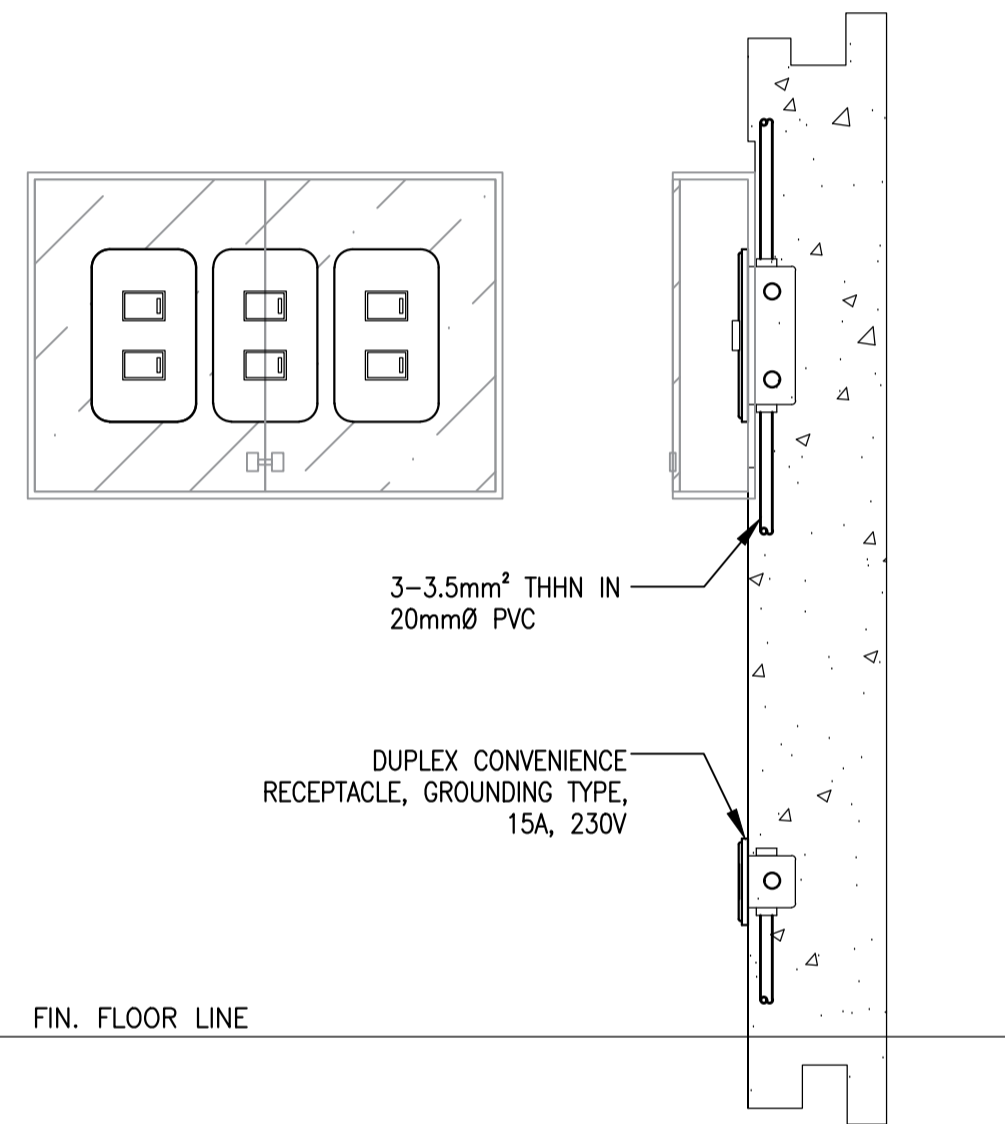 3-3.5mm² THHN IN
20mmØ PVC
DUPLEX CONVENIENCE
RECEPTACLE, GROUNDING TYPE,
15A, 230V
FIN. FLOOR LINE